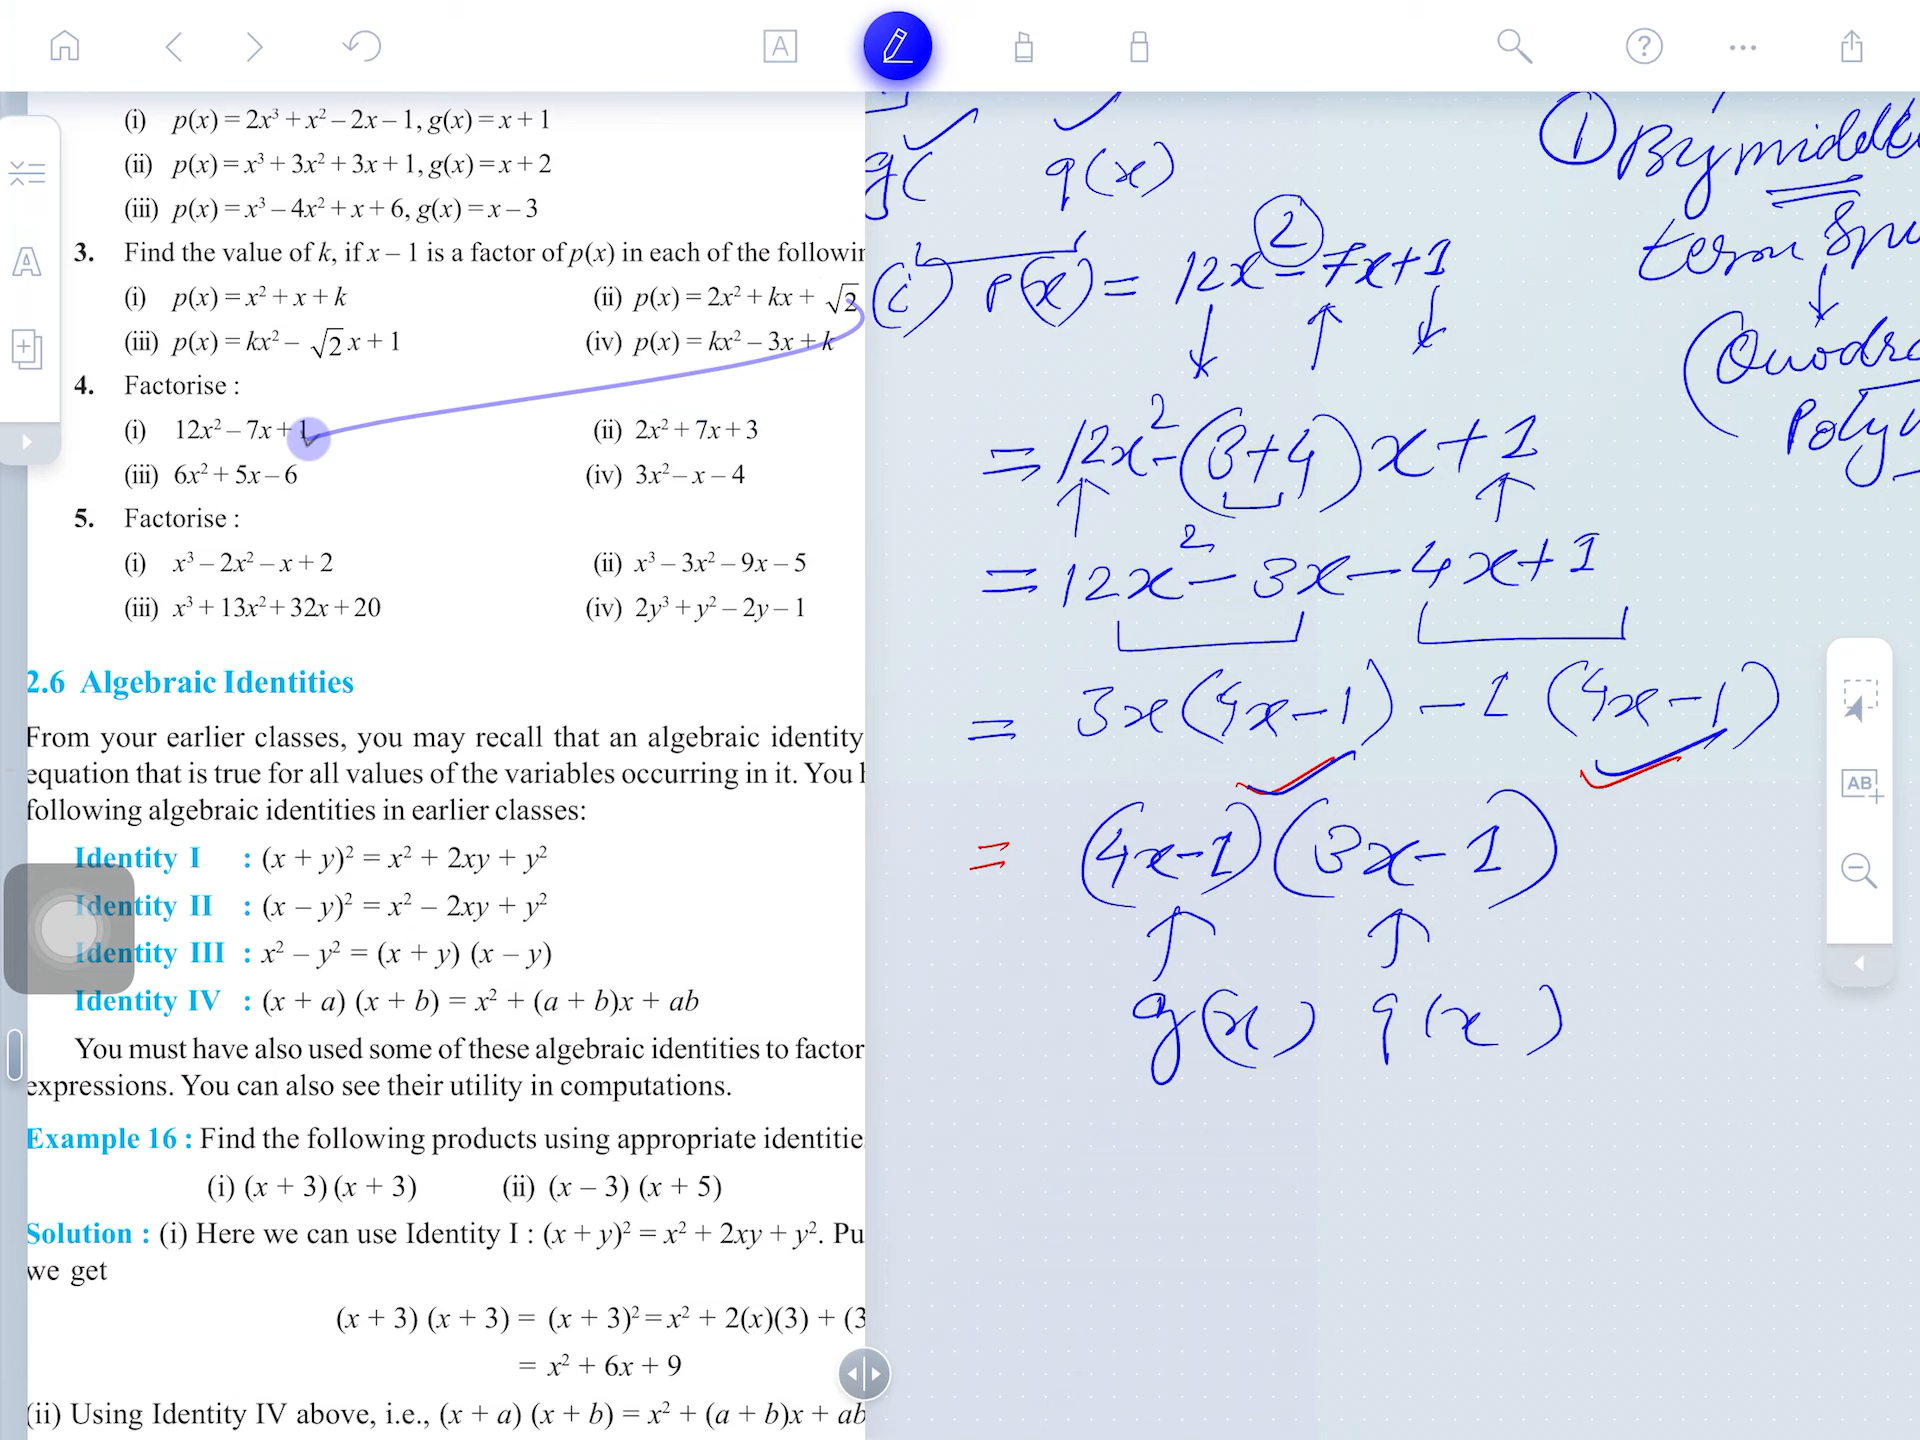 (i) p(x) = 2x³ + x² – 2x – 1, g(x) = x + 1
(ii) p(x) = x³ + 3x² + 3x + 1, g(x) = x + 2
(iii) p(x) = x³ – 4x² + x + 6, g(x) = x – 3
3. Find the value of k, if x – 1 is a factor of p(x) in each of the
(i) p(x) = x² + x + k (ii) p(x) = 2x² + kx + √2
(iii) p(x) = kx² – √2 x + 1 (iv) p(x) = kx² – 3x + k
4. Factorise :
(i) 12x² – 7x + 1 (ii) 2x² + 7x + 3
(iii) 6x² + 5x – 6 (iv) 3x² – x – 4
5. Factorise :
(i) x³ – 2x² – x + 2 (ii) x³ – 3x² – 9x – 5
(iii) x³ + 13x² + 32x + 20 (iv) 2y³ + y² – 2y – 1
2.6 Algebraic Identities
From your earlier classes, you may recall that an algebraic identity
equation that is true for all values of the variables occurring in it. You
following algebraic identities in earlier classes:
Identity I : (x + y)² = x² + 2xy + y²
Identity II : (x – y)² = x² – 2xy + y²
Identity III : x² – y² = (x + y) (x – y)
Identity IV : (x + a) (x + b) = x² + (a + b)x + ab
You must have also used some of these algebraic identities to factor
expressions. You can also see their utility in computations.
Example 16 : Find the following products using appropriate identitie
(i) (x + 3) (x + 3) (ii) (x – 3) (x + 5)
Solution : (i) Here we can use Identity I : (x + y)² = x² + 2xy + y². Pu
we get
(x + 3) (x + 3) = (x + 3)² = x² + 2(x)(3) + (3
= x² + 6x + 9
(ii) Using Identity IV above, i.e., (x + a) (x + b) = x² + (a + b)x + ab
g( q(x)
(i) p(x) = 12x² – 7x + 1
= 12x² – (3+4)x + 1
= 12x² – 3x – 4x + 1
= 3x(4x–1) – 1(4x–1)
= (4x–1)(3x–1)
g(x) q(x)
① By middle
term
A
A
AB